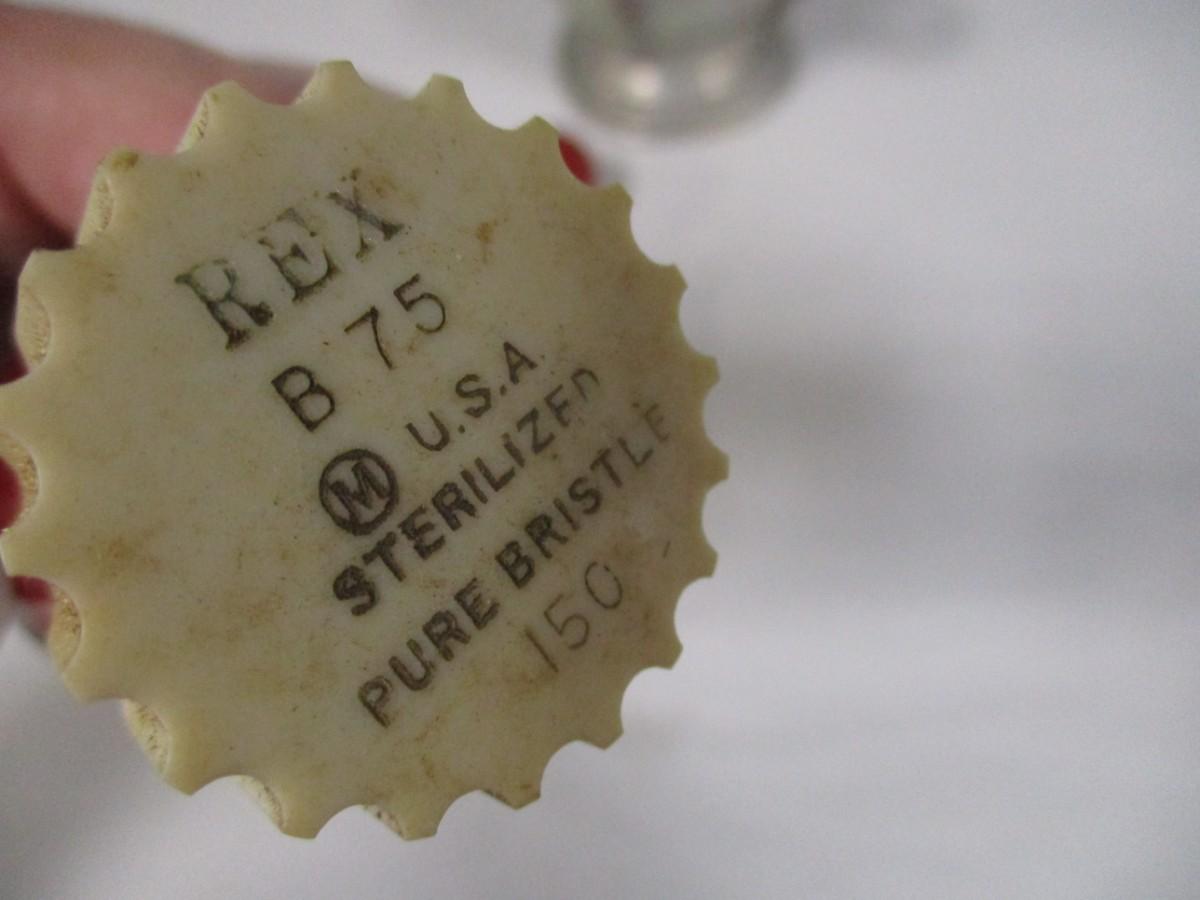 REX
B 75
Ⓜ U.S.A.
STERILIZED
PURE BRISTLE
150